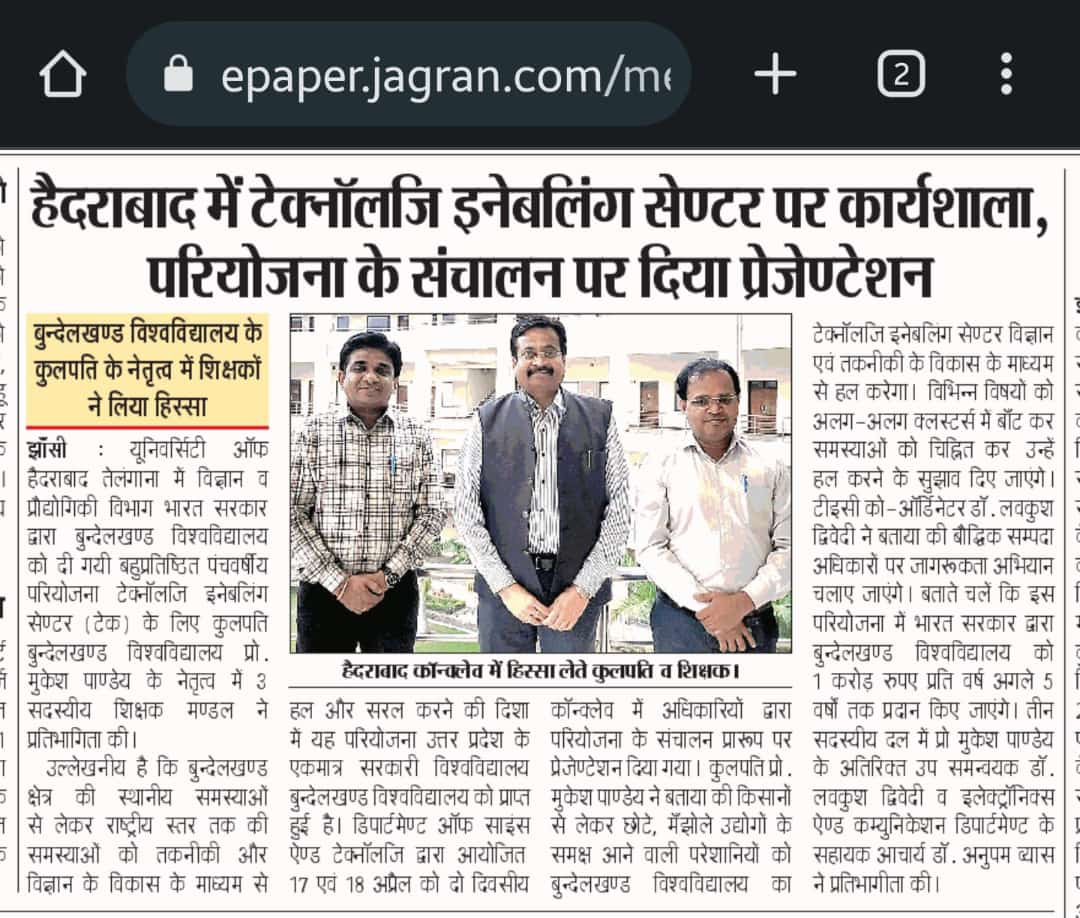 epaper.jagran.com/me
2
हैदराबाद में टेक्नॉलजि इनेबलिंग सेण्टर पर कार्यशाला,
परियोजना के संचालन पर दिया प्रेजेण्टेशन
बुन्देलखण्ड विश्वविद्यालय के
कुलपति के नेतृत्व में शिक्षकों
ने लिया हिस्सा
झाँसी : यूनिवर्सिटी ऑफ
हैदराबाद तेलंगाना में विज्ञान व
प्रौद्योगिकी विभाग भारत सरकार
द्वारा बुन्देलखण्ड विश्वविद्यालय
को दी गयी बहुप्रतिष्ठित पंचवर्षीय
परियोजना टेक्नॉलजि इनेबलिंग
सेण्टर (टेक) के लिए कुलपति
बुन्देलखण्ड विश्वविद्यालय प्रो.
मुकेश पाण्डेय के नेतृत्व में 3
सदस्यीय शिक्षक मण्डल ने
प्रतिभागिता की।
उल्लेखनीय है कि बुन्देलखण्ड
क्षेत्र की स्थानीय समस्याओं
से लेकर राष्ट्रीय स्तर तक की
समस्याओं को तकनीकी और
विज्ञान के विकास के माध्यम से
हैदराबाद कॉन्क्लेव में हिस्सा लेते कुलपति व शिक्षक।
हल और सरल करने की दिशा
में यह परियोजना उत्तर प्रदेश के
एकमात्र सरकारी विश्वविद्यालय
बुन्देलखण्ड विश्वविद्यालय को प्राप्त
हुई है। डिपार्टमेण्ट ऑफ साइंस
ऐण्ड टेक्नॉलजि द्वारा आयोजित
17 एवं 18 अप्रैल को दो दिवसीय
कॉन्क्लेव में अधिकारियों द्वारा
परियोजना के संचालन प्रारूप पर
प्रेजेण्टेशन दिया गया। कुलपति प्रो.
मुकेश पाण्डेय ने बताया की किसानों
से लेकर छोटे, मँझोले उद्योगों के
समक्ष आने वाली परेशानियों को
बुन्देलखण्ड विश्वविद्यालय का
टेक्नॉलजि इनेबलिंग सेण्टर विज्ञान
एवं तकनीकी के विकास के माध्यम
से हल करेगा। विभिन्न विषयों को
अलग-अलग क्लस्टर्स में बाँट कर
समस्याओं को चिह्नित कर उन्हें
हल करने के सुझाव दिए जाएंगे।
टीइसी को-ऑर्डिनेटर डॉ. लवकुश
द्विवेदी ने बताया की बौद्धिक सम्पदा
अधिकारों पर जागरूकता अभियान
चलाए जाएंगे। बताते चलें कि इस
परियोजना में भारत सरकार द्वारा
बुन्देलखण्ड विश्वविद्यालय को
1 करोड़ रुपए प्रति वर्ष अगले 5
वर्षों तक प्रदान किए जाएंगे। तीन
सदस्यीय दल में प्रो मुकेश पाण्डेय
के अतिरिक्त उप समन्वयक डॉ.
लवकुश द्विवेदी व इलेक्ट्रॉनिक्स
ऐण्ड कम्युनिकेशन डिपार्टमेण्ट के
सहायक आचार्य डॉ. अनुपम व्यास
ने प्रतिभागीता की।